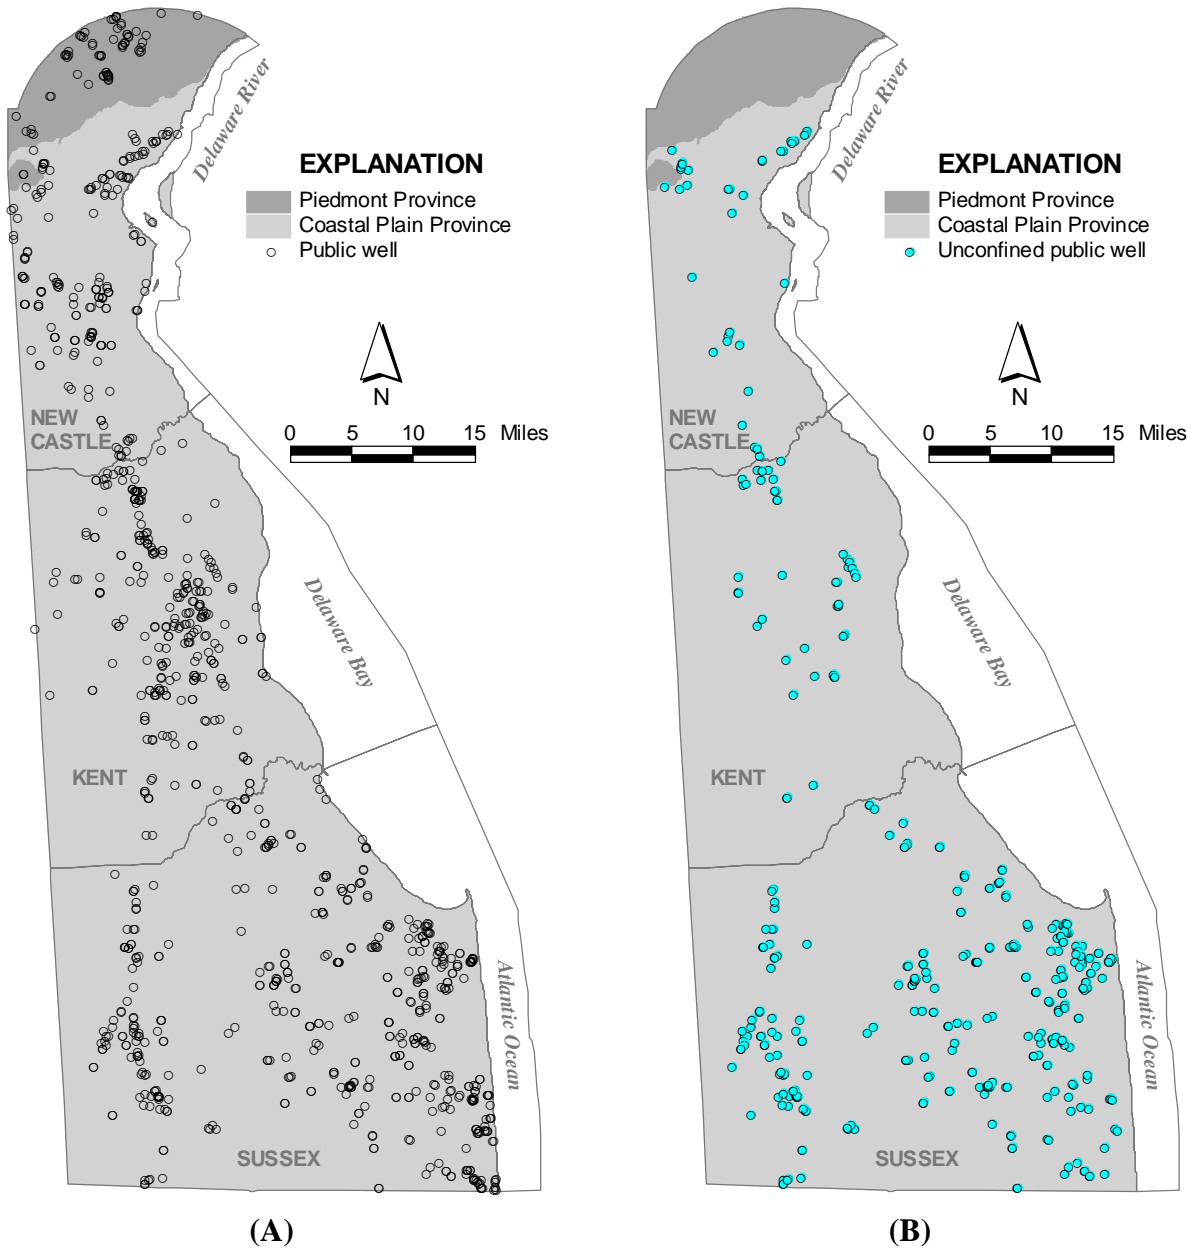 Delaware River
EXPLANATION
Piedmont Province
Coastal Plain Province
Public well
N
0 5 10 15 Miles
NEW
CASTLE
Delaware Bay
KENT
Atlantic Ocean
SUSSEX
(A)
Delaware River
EXPLANATION
Piedmont Province
Coastal Plain Province
Unconfined public well
N
0 5 10 15 Miles
NEW
CASTLE
Delaware Bay
KENT
Atlantic Ocean
SUSSEX
(B)